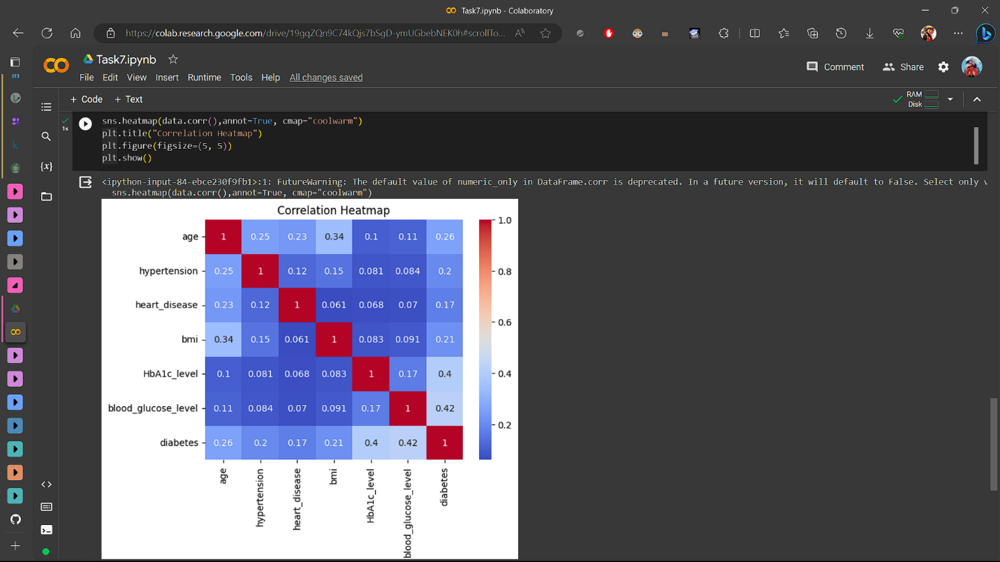 Task7.ipynb - Colaboratory
https://colab.research.google.com/drive/19gqZQn9C74kQjs7bSgD-ymUGbebNEK0h#scrollTo...
Task7.ipynb
File Edit View Insert Runtime Tools Help All changes saved
Comment Share
+ Code + Text
RAM
Disk
1s
sns.heatmap(data.corr(),annot=True, cmap="coolwarm")
plt.title("Correlation Heatmap")
plt.figure(figsize=(5, 5))
plt.show()
<ipython-input-84-ebce230f9fb1>:1: FutureWarning: The default value of numeric_only in DataFrame.corr is deprecated. In a future version, it will default to False. Select only v
sns.heatmap(data.corr(),annot=True, cmap="coolwarm")
Correlation Heatmap
age 1 0.25 0.23 0.34 0.1 0.11 0.26
hypertension 0.25 1 0.12 0.15 0.081 0.084 0.2
heart_disease 0.23 0.12 1 0.061 0.068 0.07 0.17
bmi 0.34 0.15 0.061 1 0.083 0.091 0.21
HbA1c_level 0.1 0.081 0.068 0.083 1 0.17 0.4
blood_glucose_level 0.11 0.084 0.07 0.091 0.17 1 0.42
diabetes 0.26 0.2 0.17 0.21 0.4 0.42 1
age
hypertension
heart_disease
bmi
HbA1c_level
blood_glucose_level
diabetes
1.0
0.8
0.6
0.4
0.2